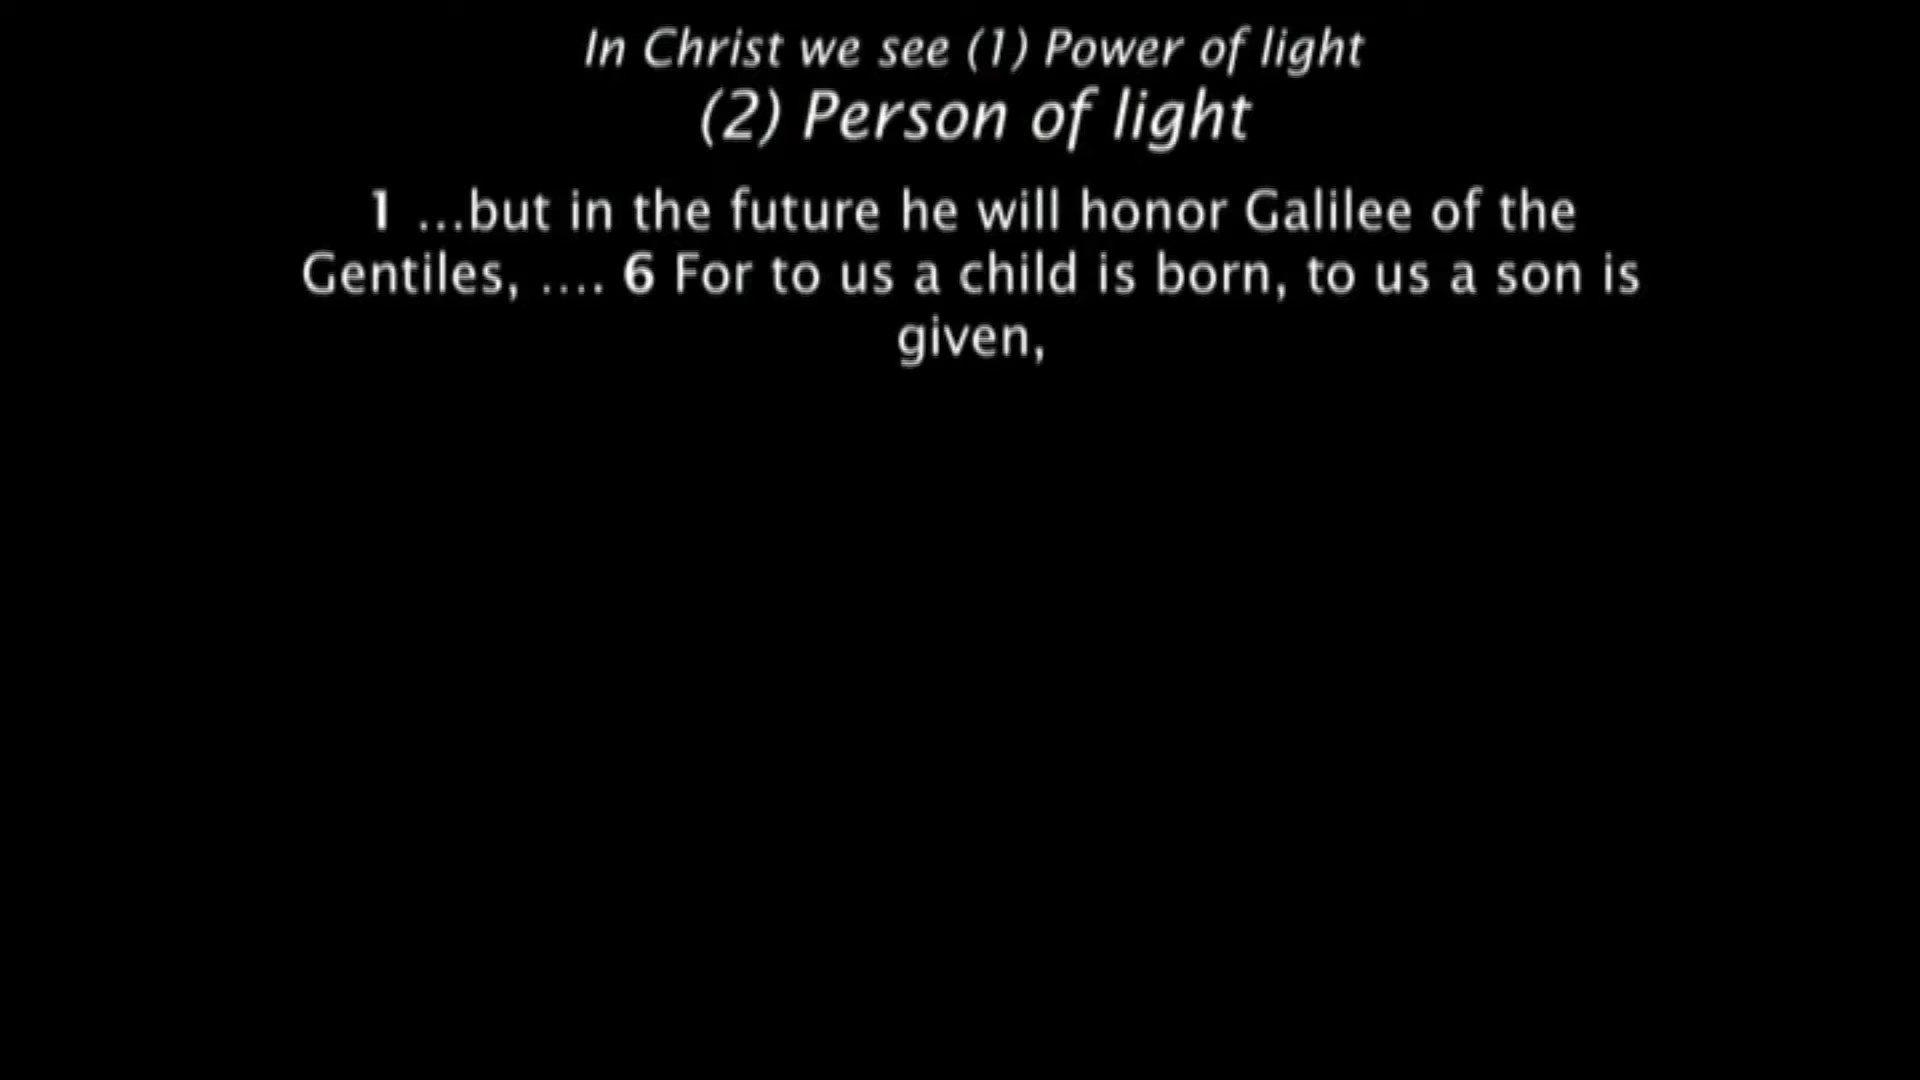 In Christ we see (1) Power of light
(2) Person of light
1 ...but in the future he will honor Galilee of the
Gentiles, .... 6 For to us a child is born, to us a son is
given,